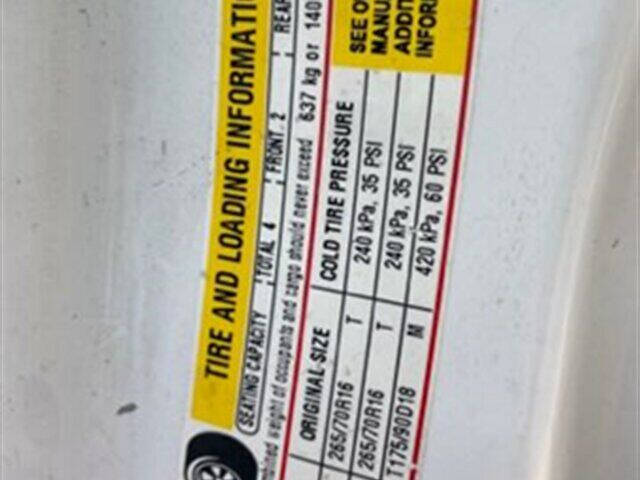 TIRE AND LOADING INFORMATI
SEATING CAPACITY TOTAL 4 FRONT 2 REAR
mbined weight of occupants and cargo should never exceed 637 kg or 140
ORIGINAL SIZE COLD TIRE PRESSURE SEE O
265/70R16 T 240 kPa, 35 PSI MANU
265/70R16 T 240 kPa, 35 PSI ADDIT
T175/90D18 M 420 kPa, 60 PSI INFOR